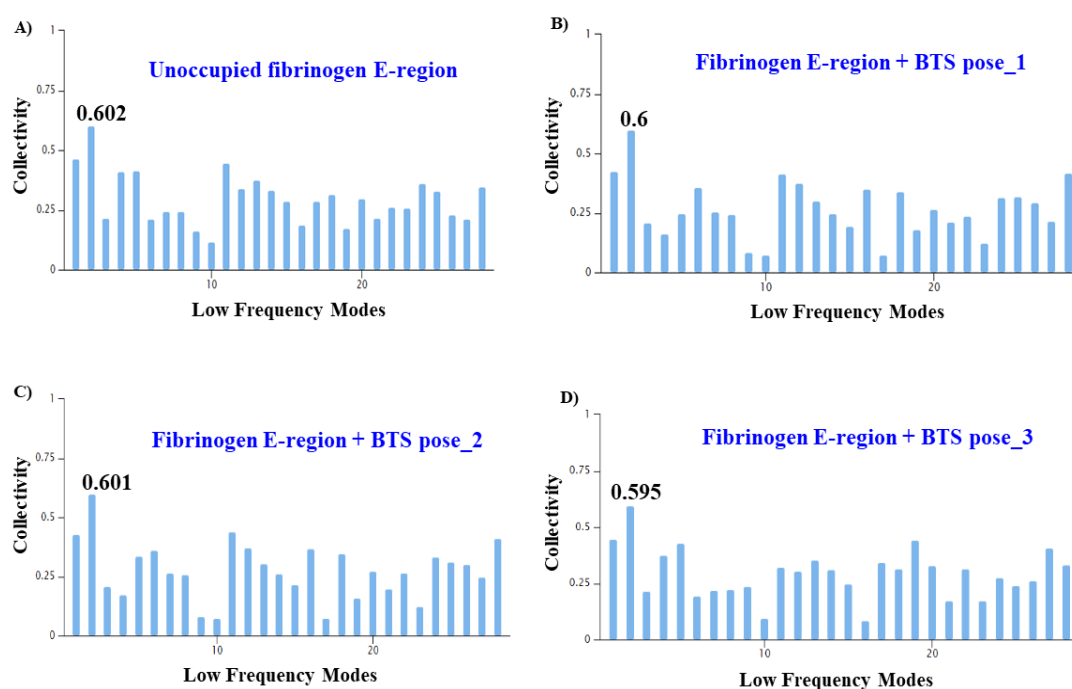 A)
Unoccupied fibrinogen E-region
1
0.75
0.5
0.25
0
0.602
Collectivity
10
20
Low Frequency Modes
B)
Fibrinogen E-region + BTS pose_1
1
0.75
0.5
0.25
0
0.6
Collectivity
10
20
Low Frequency Modes
C)
Fibrinogen E-region + BTS pose_2
1
0.75
0.5
0.25
0
0.601
Collectivity
10
20
Low Frequency Modes
D)
Fibrinogen E-region + BTS pose_3
1
0.75
0.5
0.25
0
0.595
Collectivity
10
20
Low Frequency Modes